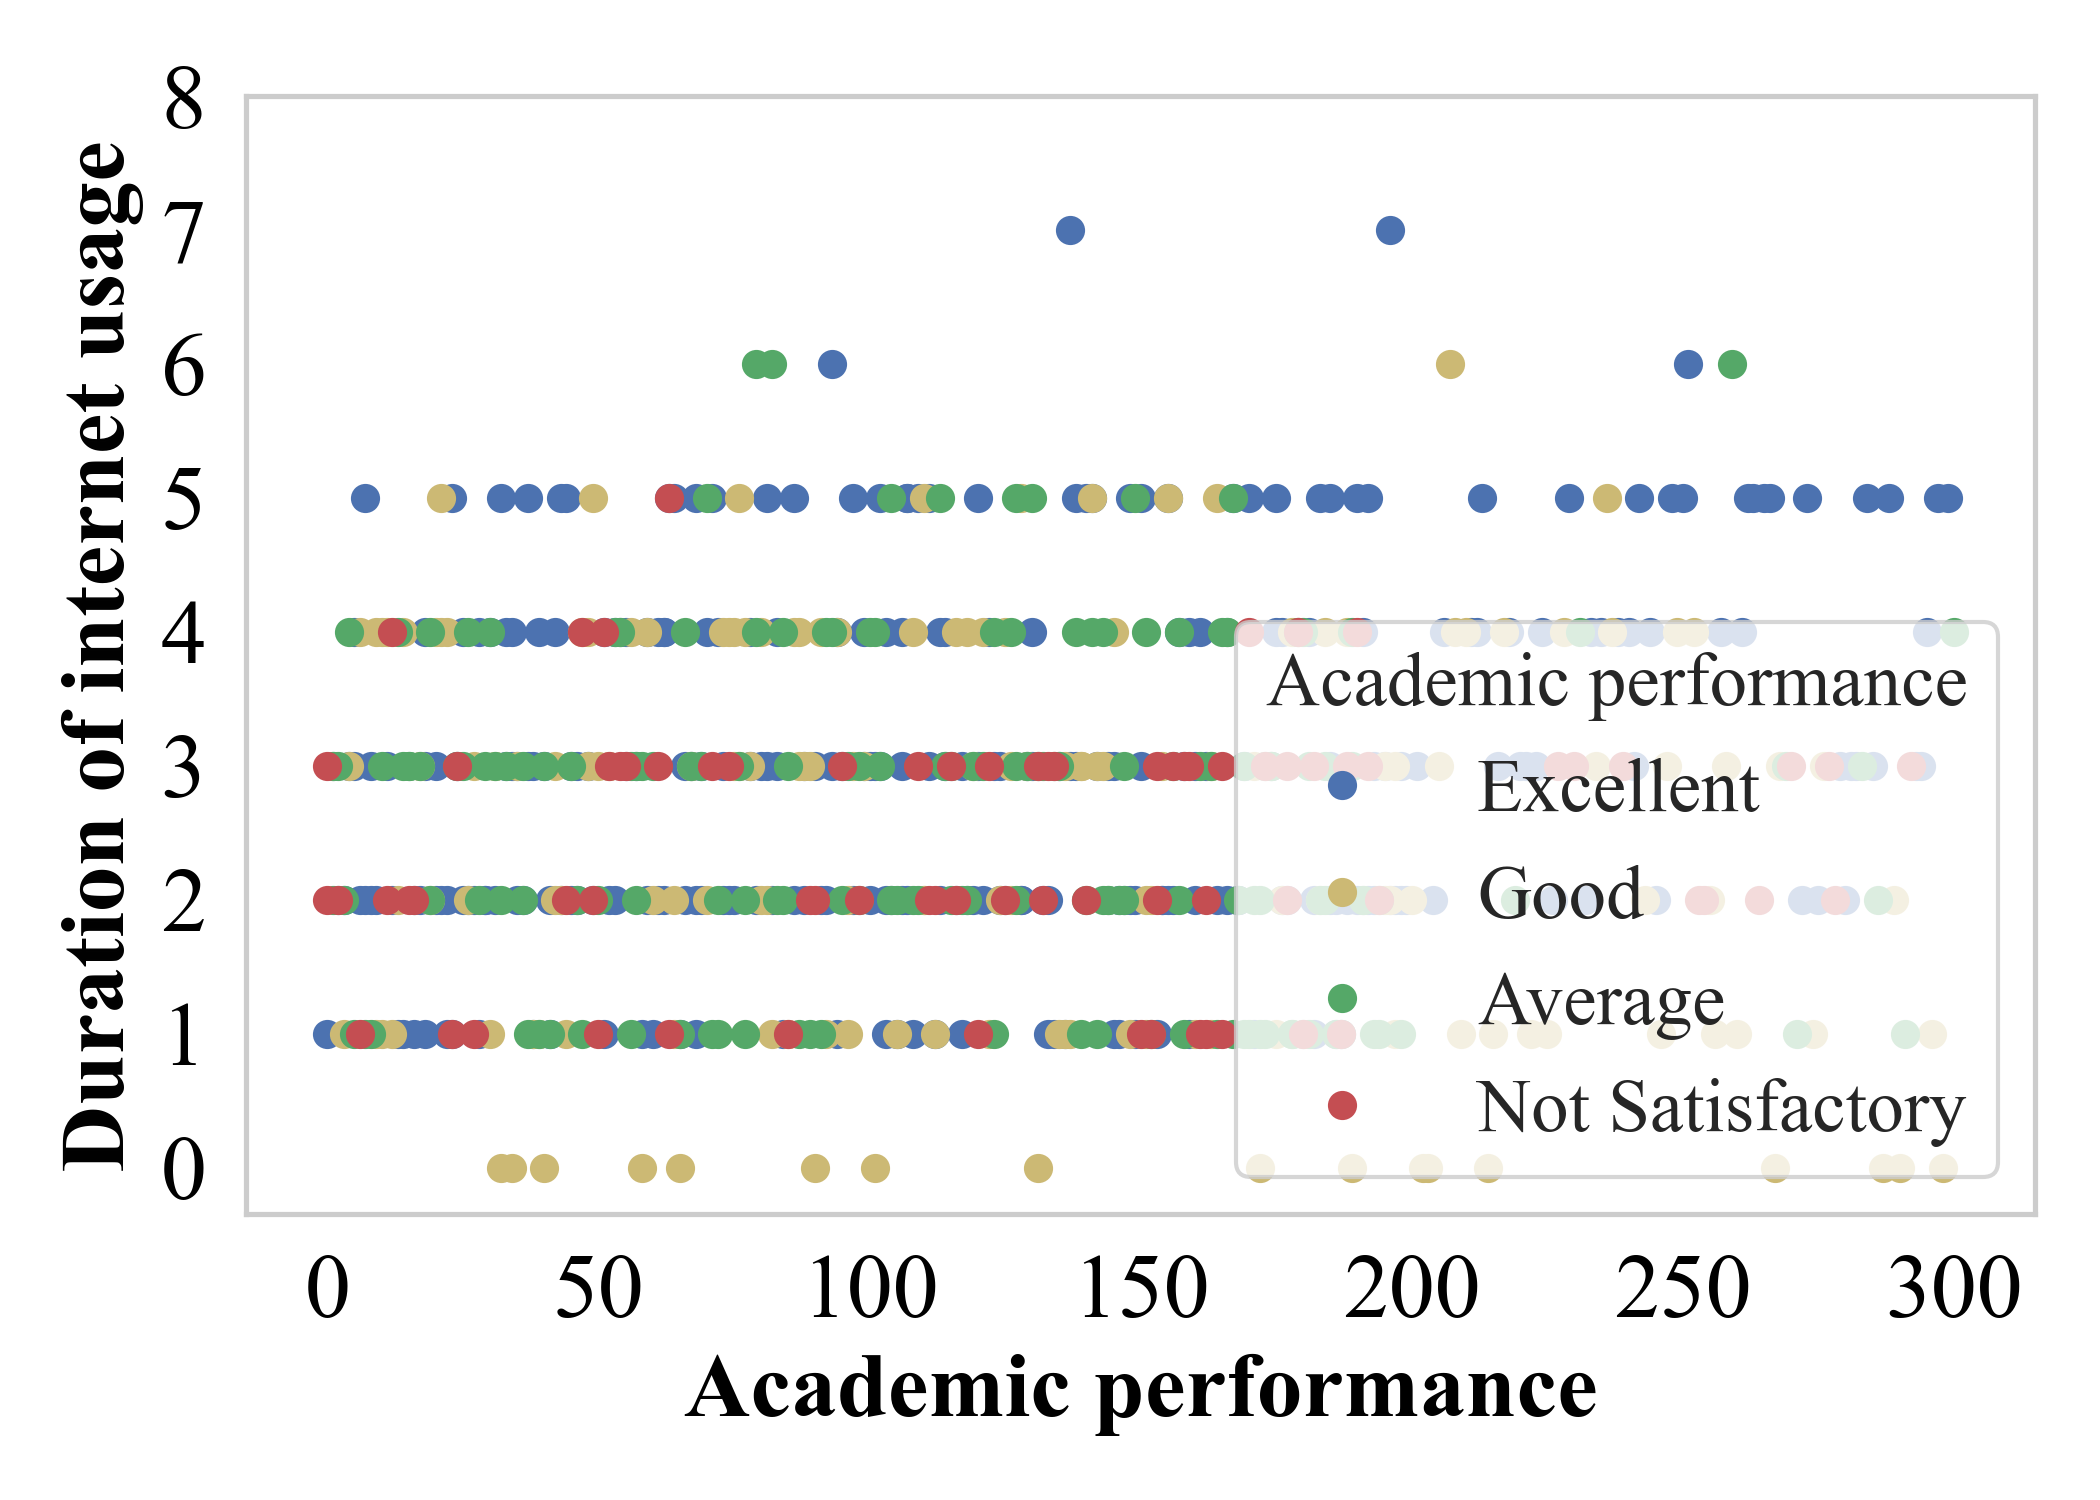 8
7
6
5
4
3
2
1
0
Duration of internet usage
Academic performance
Excellent
Good
Average
Not Satisfactory
0 50 100 150 200 250 300
Academic performance